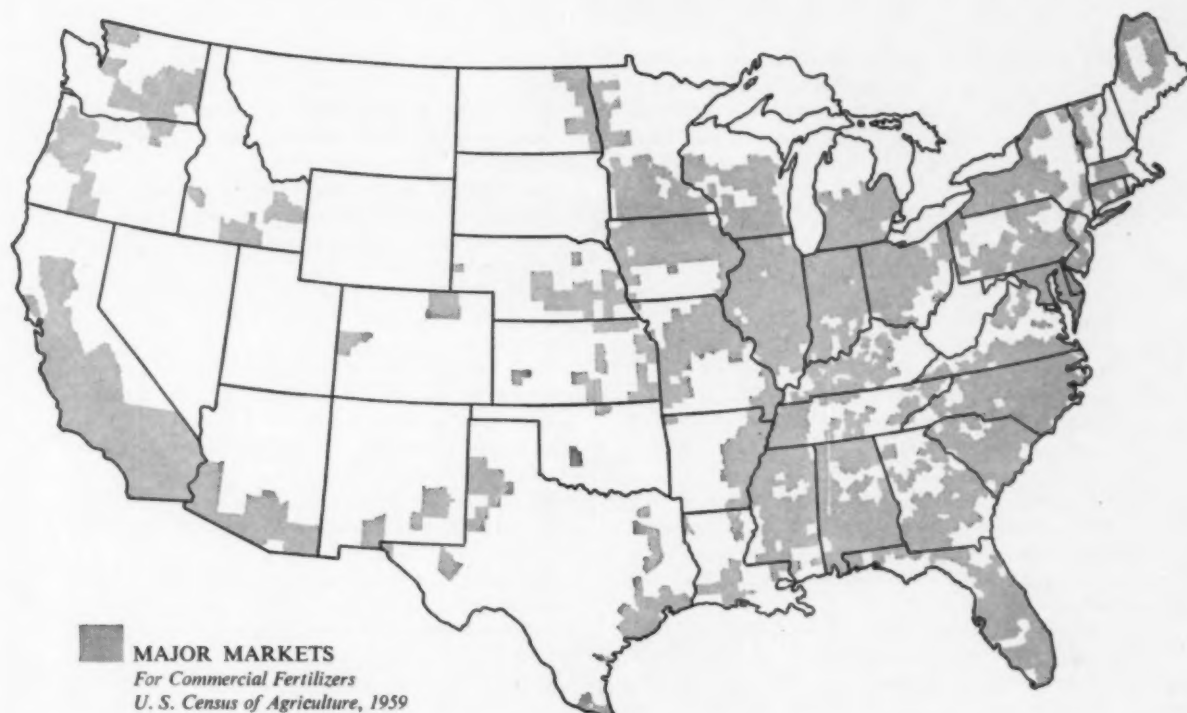 MAJOR MARKETS
For Commercial Fertilizers
U. S. Census of Agriculture, 1959